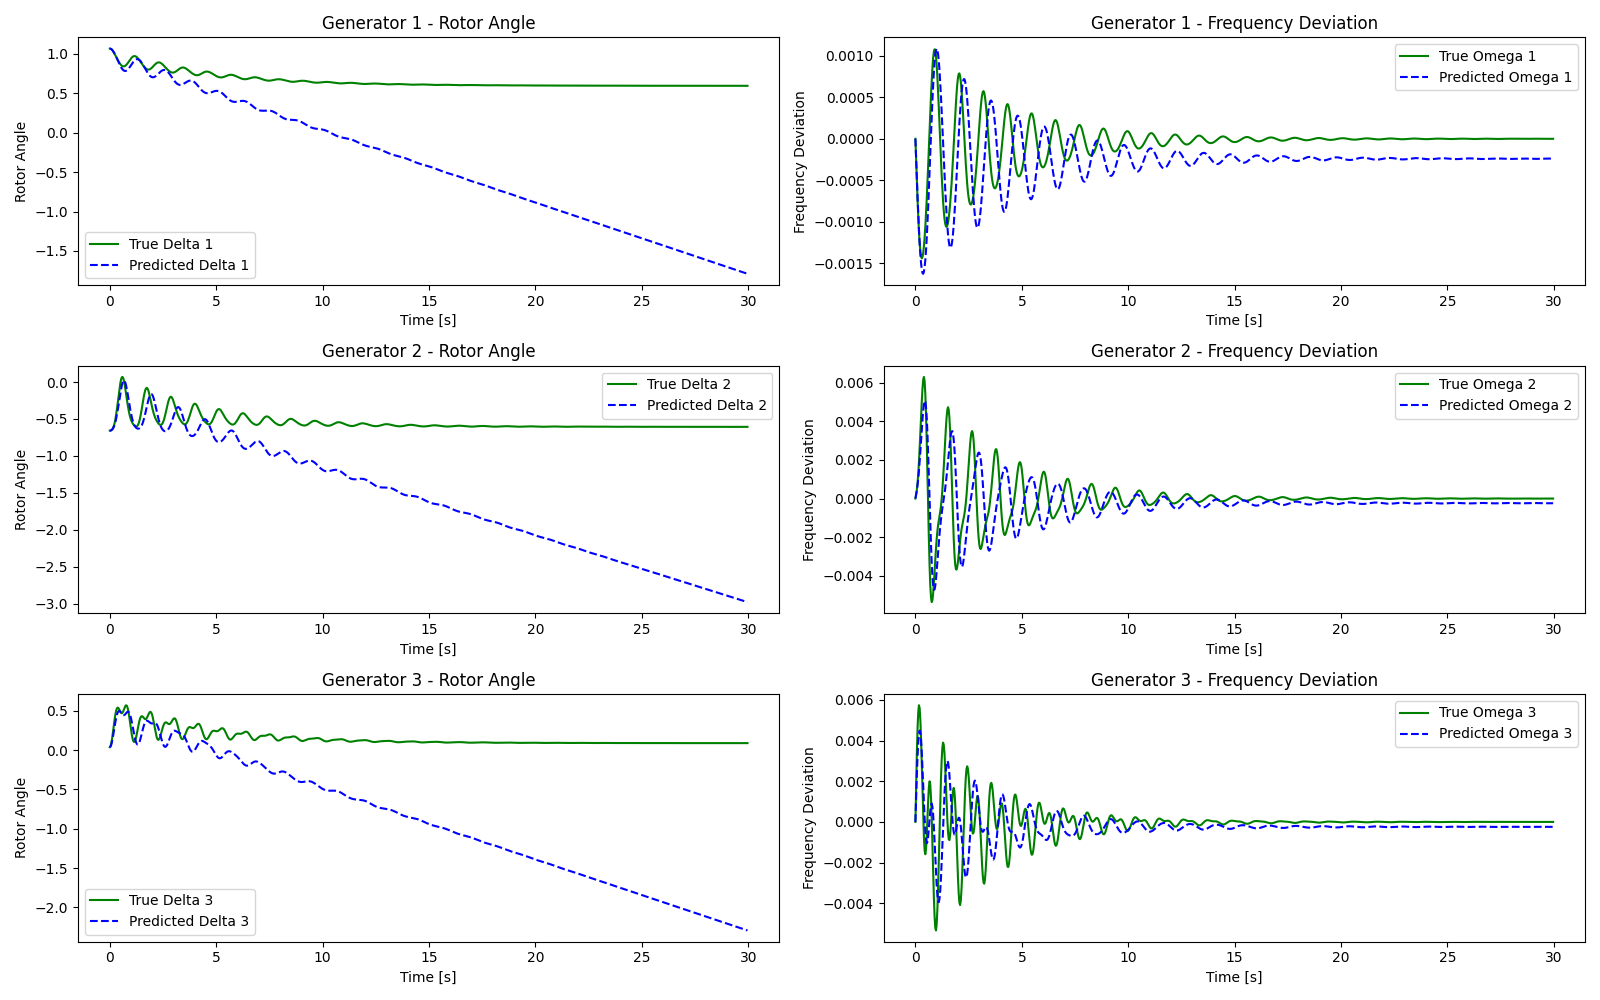 Generator 1 - Rotor Angle
Rotor Angle
1.0
0.5
0.0
−0.5
−1.0
−1.5
True Delta 1
Predicted Delta 1
0 5 10 15 20 25 30
Time [s]
Generator 1 - Frequency Deviation
Frequency Deviation
0.0010
0.0005
0.0000
−0.0005
−0.0010
−0.0015
True Omega 1
Predicted Omega 1
0 5 10 15 20 25 30
Time [s]
Generator 2 - Rotor Angle
Rotor Angle
0.0
−0.5
−1.0
−1.5
−2.0
−2.5
−3.0
True Delta 2
Predicted Delta 2
0 5 10 15 20 25 30
Time [s]
Generator 2 - Frequency Deviation
Frequency Deviation
0.006
0.004
0.002
0.000
−0.002
−0.004
True Omega 2
Predicted Omega 2
0 5 10 15 20 25 30
Time [s]
Generator 3 - Rotor Angle
Rotor Angle
0.5
0.0
−0.5
−1.0
−1.5
−2.0
True Delta 3
Predicted Delta 3
0 5 10 15 20 25 30
Time [s]
Generator 3 - Frequency Deviation
Frequency Deviation
0.006
0.004
0.002
0.000
−0.002
−0.004
True Omega 3
Predicted Omega 3
0 5 10 15 20 25 30
Time [s]